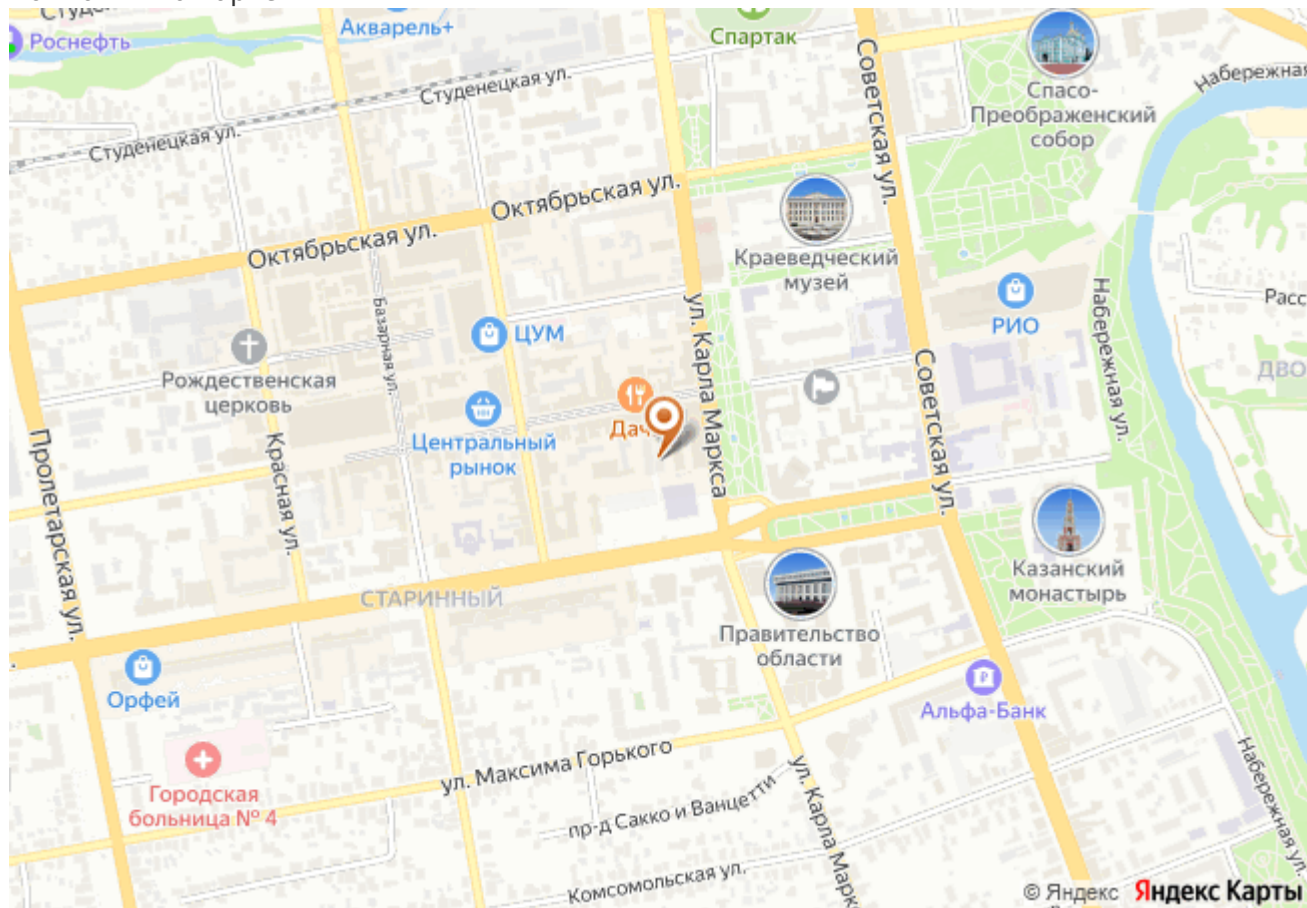 Роснефть
Акварель+
Спартак
Студенецкая ул.
Студенецкая ул.
Советская ул.
Спасо-
Преображенский
собор
Набережная
Октябрьская ул.
Октябрьская ул.
Краеведческий
музей
Базарная ул.
ЦУМ
ул. Карла Маркса
РИО
Набережная ул.
Расс
Рождественская
церковь
ДВО
Центральный
рынок
Советская ул.
Пролетарская ул.
Красная ул.
Казанский
монастырь
СТАРИННЫЙ
Правительство
области
Орфей
Альфа-Банк
ул. Максима Горького
Городская
больница № 4
пр-д Сакко и Ванцетти
ул. Карла Маркс
Набережная ул.
Комсомольская ул.
© Яндекс Яндекс Карты